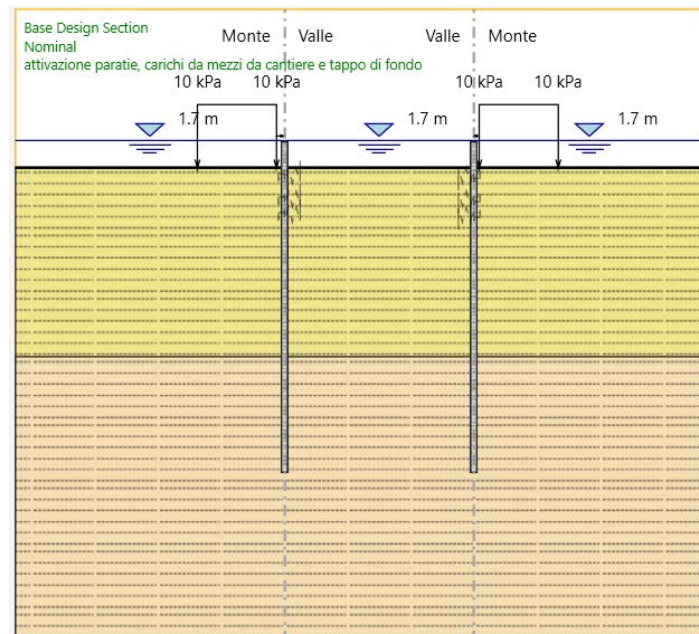 Base Design Section
Nominal
attivazione paratie, carichi da mezzi da cantiere e tappo di fondo
Monte Valle Valle Monte
10 kPa 10 kPa 10 kPa 10 kPa
1.7 m 1.7 m 1.7 m